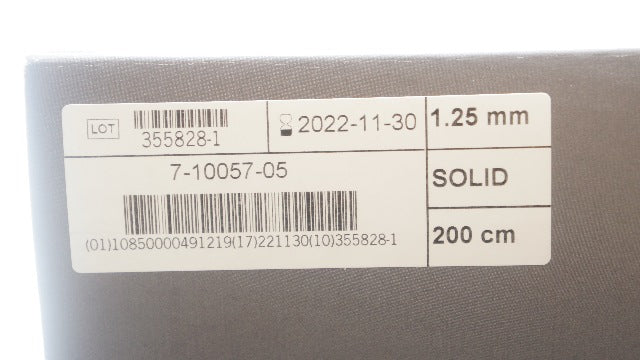 LOT
355828-1
2022-11-30
1.25 mm
7-10057-05
SOLID
(01)10850000491219(17)221130(10)355828-1
200 cm